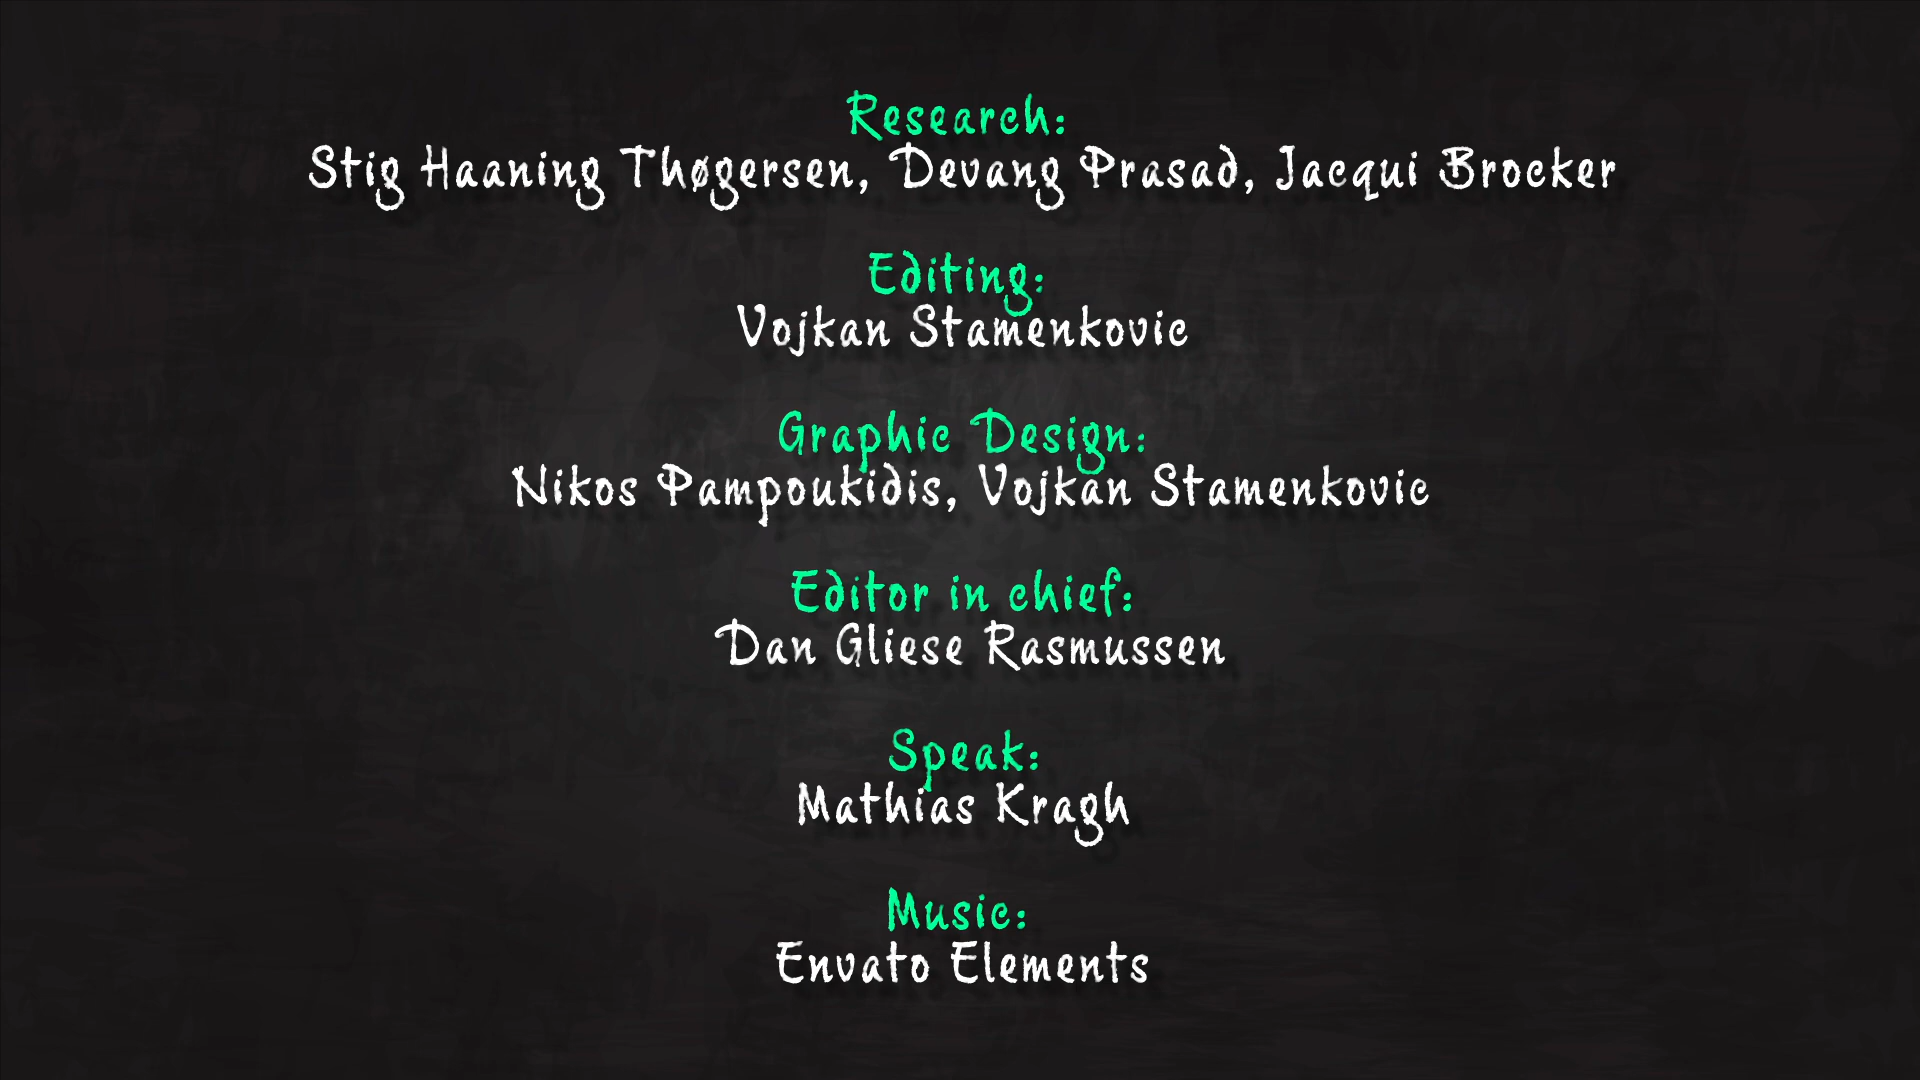 Research:
Stig Haaning Thøgersen, Devang Prasad, Jacqui Brocker
Editing:
Vojkan Stamenkovic
Graphic Design:
Nikos Pampoukidis, Vojkan Stamenkovic
Editor in chief:
Dan Gliese Rasmussen
Speak:
Mathias Kragh
Music:
Envato Elements